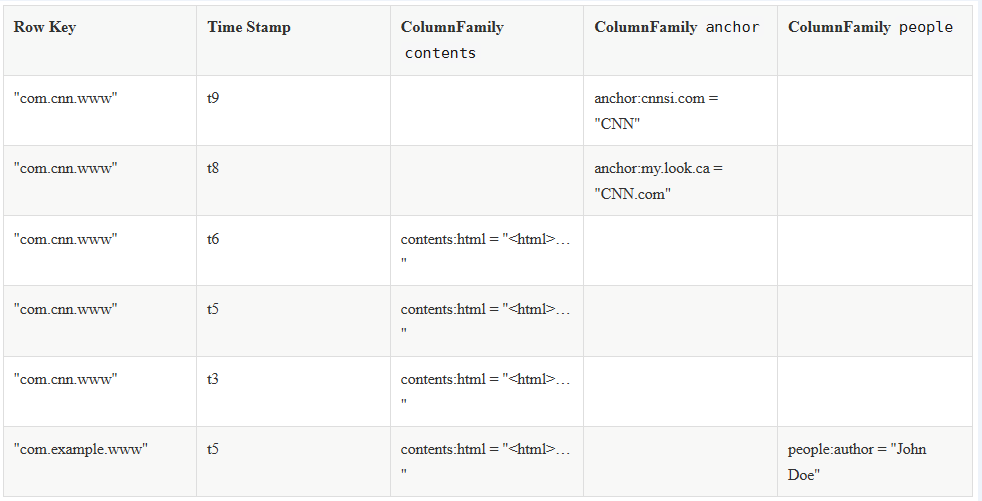 Row Key Time Stamp ColumnFamily ColumnFamily anchor ColumnFamily people
contents
"com.cnn.www" t9 anchor:cnnsi.com =
"CNN"
"com.cnn.www" t8 anchor:my.look.ca =
"CNN.com"
"com.cnn.www" t6 contents:html = "<html>…
"
"com.cnn.www" t5 contents:html = "<html>…
"
"com.cnn.www" t3 contents:html = "<html>…
"
"com.example.www" t5 contents:html = "<html>… people:author = "John
" Doe"